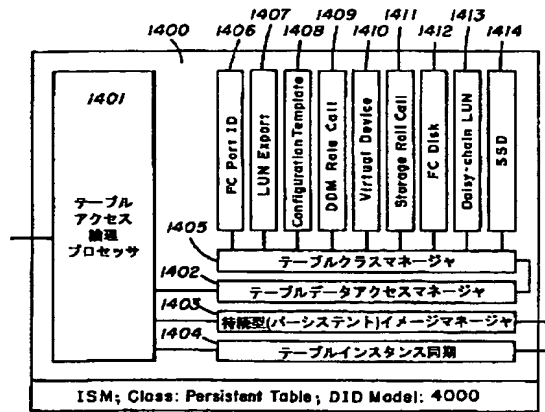 1400
1406
1407
1408
1409
1410
1411
1412
1413
1414
1401
テーブル
アクセス
論理
プロセッサ
PC Port ID
LUN Export
Configuration Template
DDM Role Call
Virtual Device
Storage Roll Call
FC Disk
Daisy-chain LUN
SSD
1405
テーブルクラスマネージャ
1402
テーブルデータアクセスマネージャ
1403
持続型(パーシステント)イメージマネージャ
1404
テーブルインスタンス同期
ISM; Class: Persistent Table; DID Model: 4000